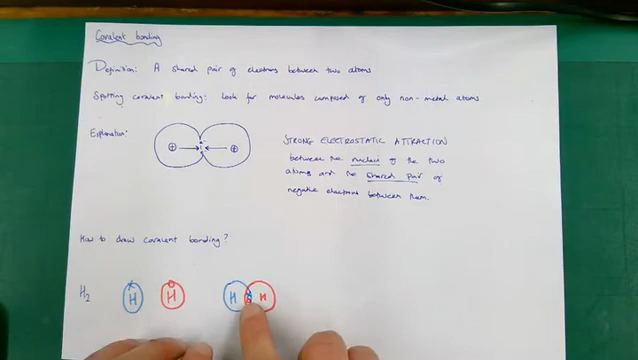 Covalent bonding
Definition: A shared pair of electrons between two atoms
Spotting covalent bonding: Look for molecules composed of only non-metal atoms
Explanation:
STRONG ELECTROSTATIC ATTRACTION
between the nuclei of the two
atoms and the shared pair of
negative electrons between them.
How to draw covalent bonding?
H2 H H H H